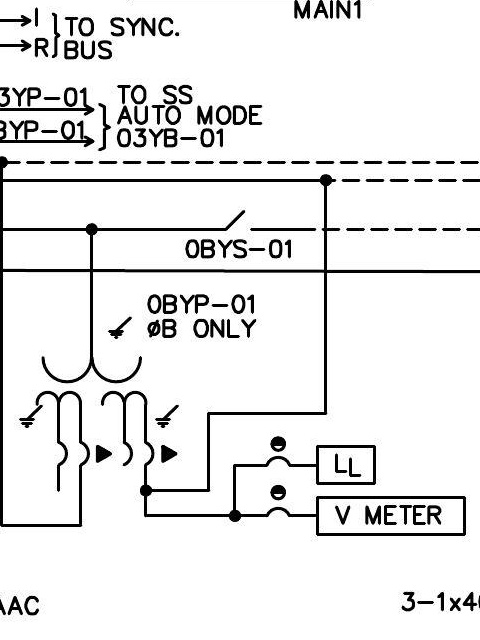 MAIN1
I
TO SYNC.
R
BUS
3YP-01
TO SS
AUTO MODE
BYP-01
03YB-01
0BYS-01
0BYP-01
ØB ONLY
LL
V METER
AAC
3-1x4